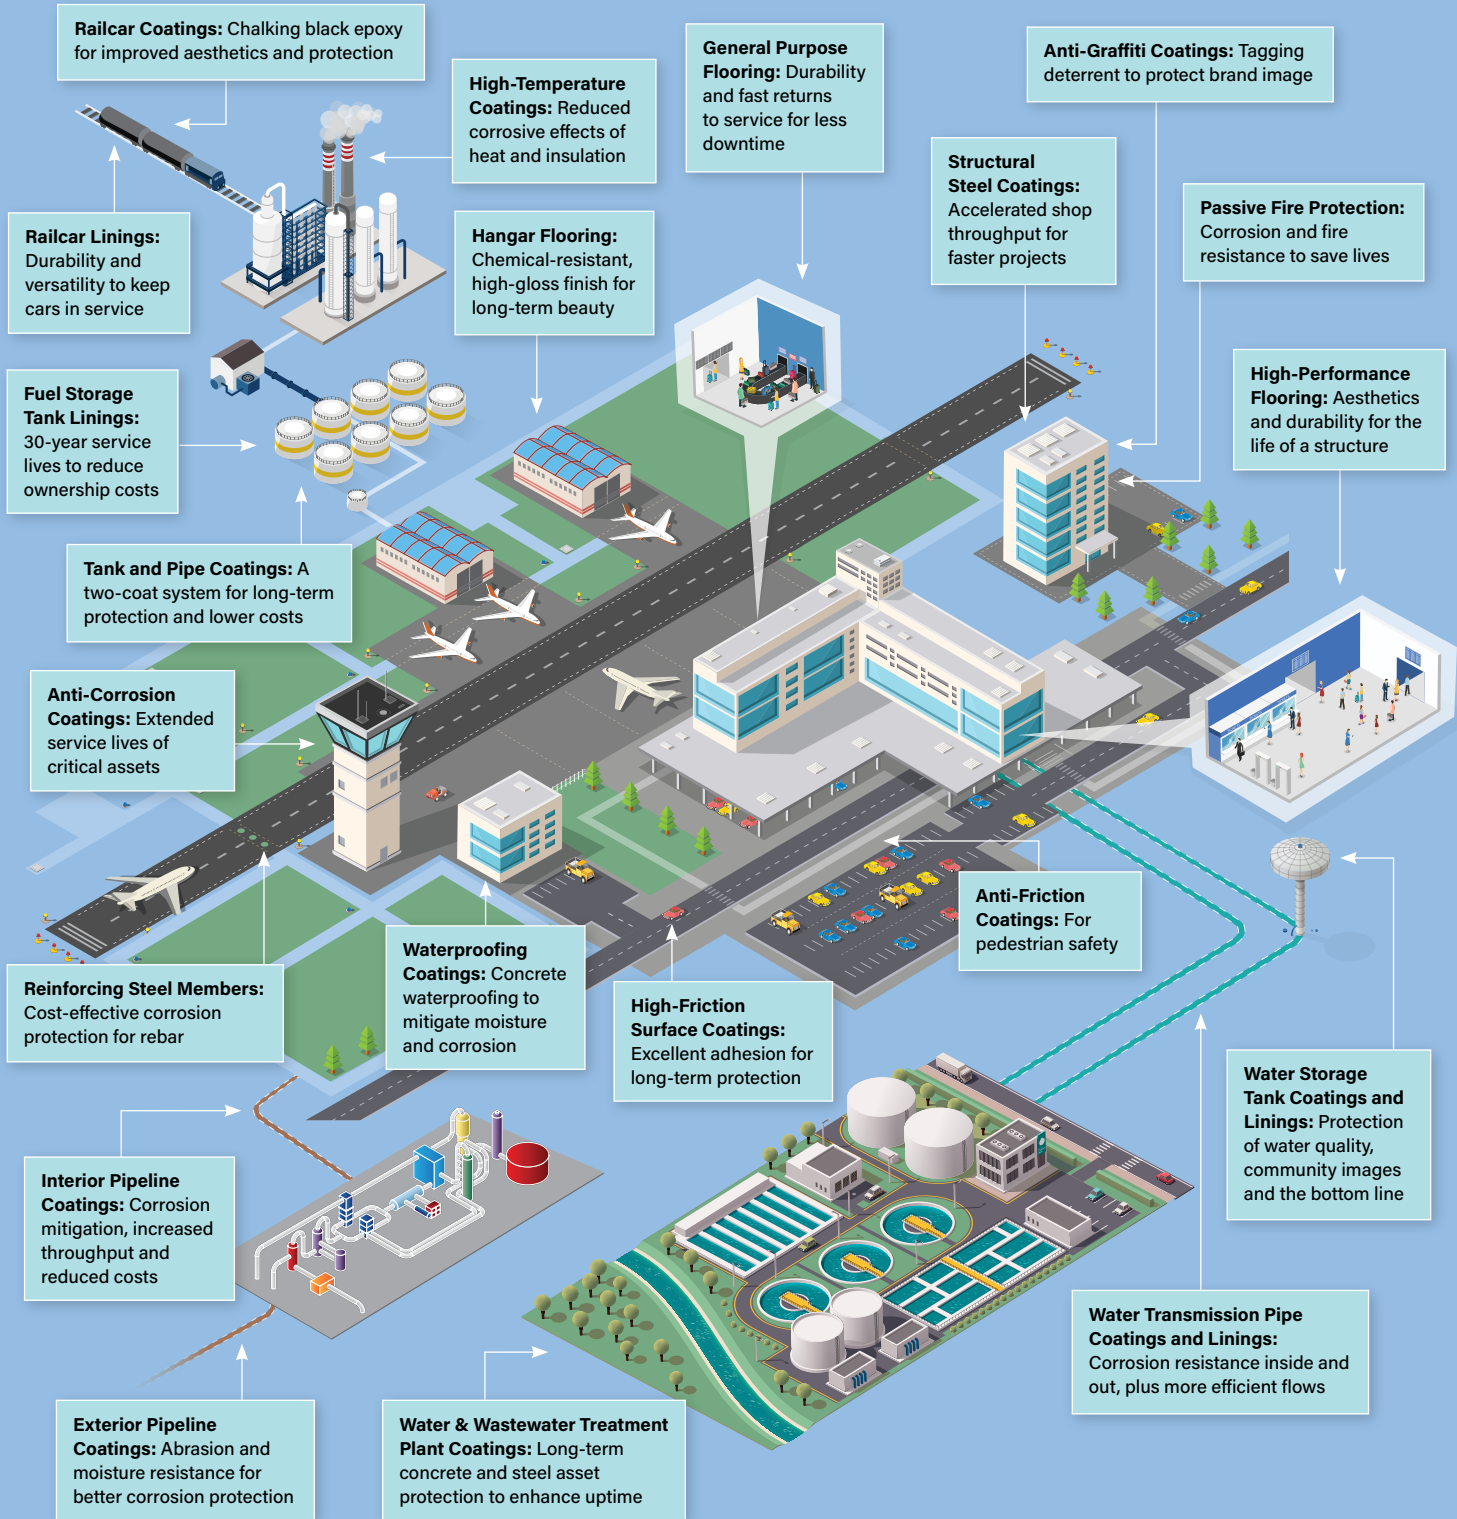 Railcar Coatings: Chalking black epoxy
for improved aesthetics and protection
High-Temperature
Coatings: Reduced
corrosive effects of
heat and insulation
General Purpose
Flooring: Durability
and fast returns
to service for less
downtime
Anti-Graffiti Coatings: Tagging
deterrent to protect brand image
Structural
Steel Coatings:
Accelerated shop
throughput for
faster projects
Passive Fire Protection:
Corrosion and fire
resistance to save lives
Railcar Linings:
Durability and
versatility to keep
cars in service
Hangar Flooring:
Chemical-resistant,
high-gloss finish for
long-term beauty
High-Performance
Flooring: Aesthetics
and durability for the
life of a structure
Fuel Storage
Tank Linings:
30-year service
lives to reduce
ownership costs
Tank and Pipe Coatings: A
two-coat system for long-term
protection and lower costs
Anti-Corrosion
Coatings: Extended
service lives of
critical assets
Anti-Friction
Coatings: For
pedestrian safety
Waterproofing
Coatings: Concrete
waterproofing to
mitigate moisture
and corrosion
Reinforcing Steel Members:
Cost-effective corrosion
protection for rebar
High-Friction
Surface Coatings:
Excellent adhesion for
long-term protection
Water Storage
Tank Coatings and
Linings: Protection
of water quality,
community images
and the bottom line
Interior Pipeline
Coatings: Corrosion
mitigation, increased
throughput and
reduced costs
Water Transmission Pipe
Coatings and Linings:
Corrosion resistance inside and
out, plus more efficient flows
Exterior Pipeline
Coatings: Abrasion and
moisture resistance for
better corrosion protection
Water & Wastewater Treatment
Plant Coatings: Long-term
concrete and steel asset
protection to enhance uptime